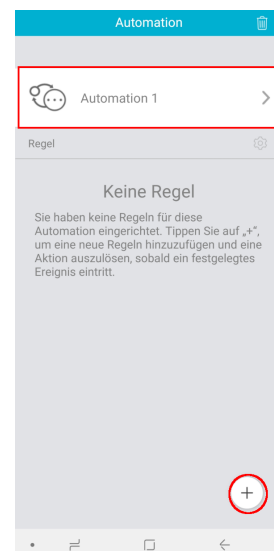 Automation
Automation 1
Regel
Keine Regel
Sie haben keine Regeln für diese
Automation eingerichtet. Tippen Sie auf „+“,
um eine neue Regeln hinzuzufügen und eine
Aktion auszulösen, sobald ein festgelegtes
Ereignis eintritt.
+